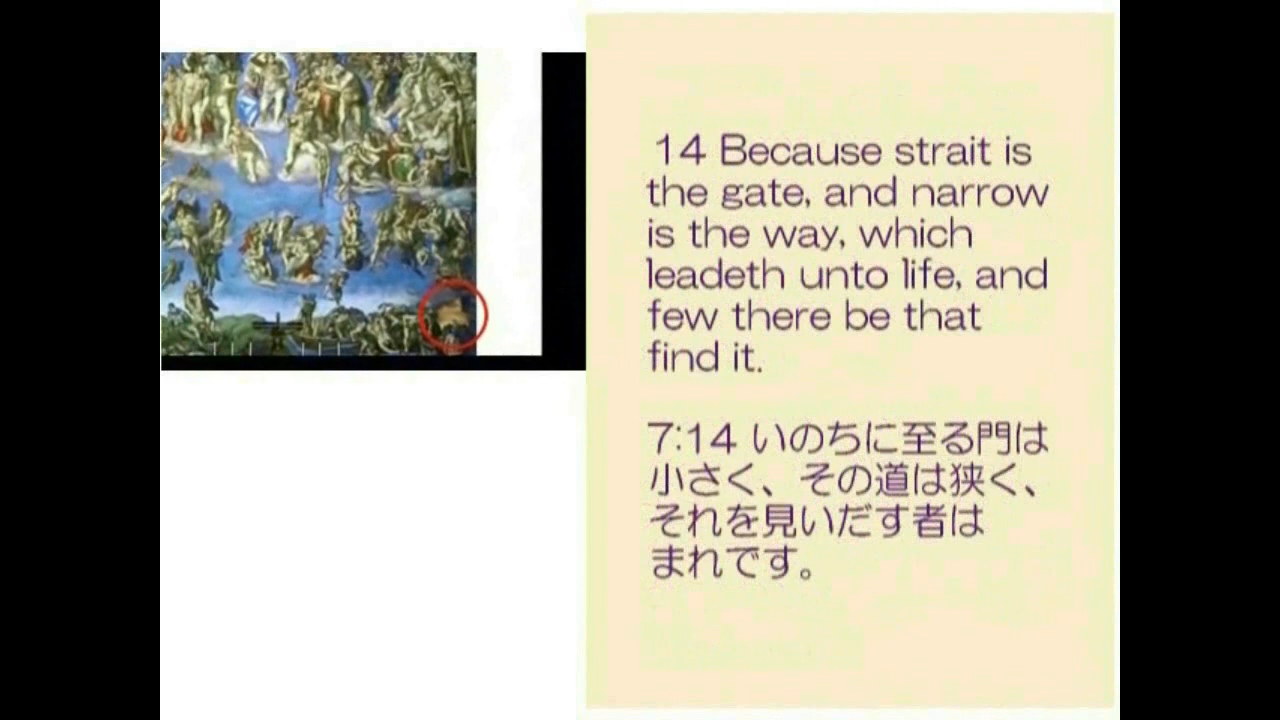 14 Because strait is
the gate, and narrow
is the way, which
leadeth unto life, and
few there be that
find it.
7:14 いのちに至る門は
小さく、その道は狭く、
それを見いだす者は
まれです。